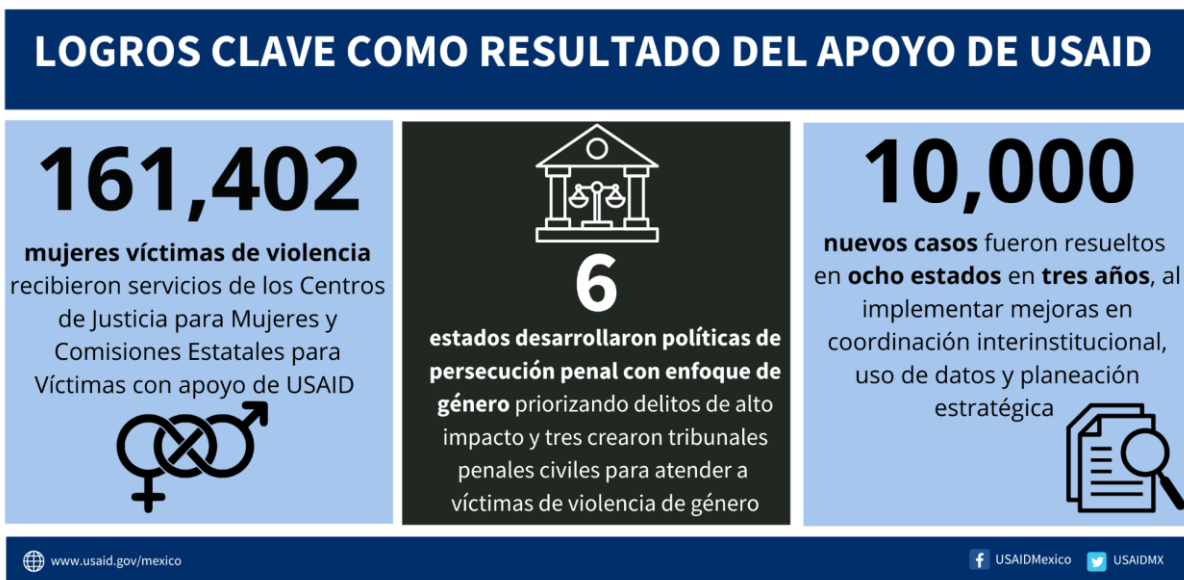 LOGROS CLAVE COMO RESULTADO DEL APOYO DE USAID
161,402
mujeres víctimas de violencia
recibieron servicios de los Centros
de Justicia para Mujeres y
Comisiones Estatales para
Víctimas con apoyo de USAID
6
estados desarrollaron políticas de
persecución penal con enfoque de
género priorizando delitos de alto
impacto y tres crearon tribunales
penales civiles para atender a
víctimas de violencia de género
10,000
nuevos casos fueron resueltos
en ocho estados en tres años, al
implementar mejoras en
coordinación interinstitucional,
uso de datos y planeación
estratégica
www.usaid.gov/mexico
USAIDMexico
USAIDMX